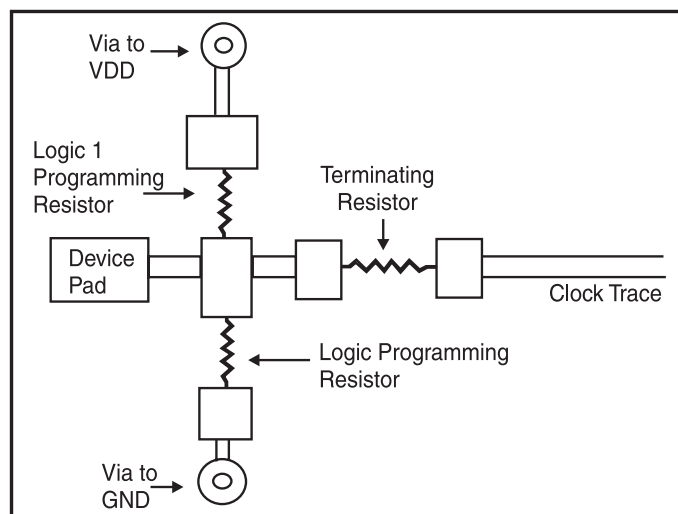 Via to
VDD
Logic 1
Programming
Resistor
Terminating
Resistor
Device
Pad
Clock Trace
Logic Programming
Resistor
Via to
GND